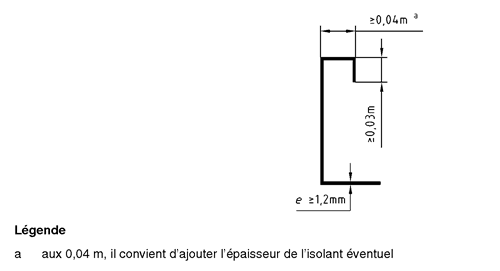 ≥0,04m a
≥0,03m
e ≥1,2mm
Légende
a aux 0,04 m, il convient d'ajouter l'épaisseur de l'isolant éventuel